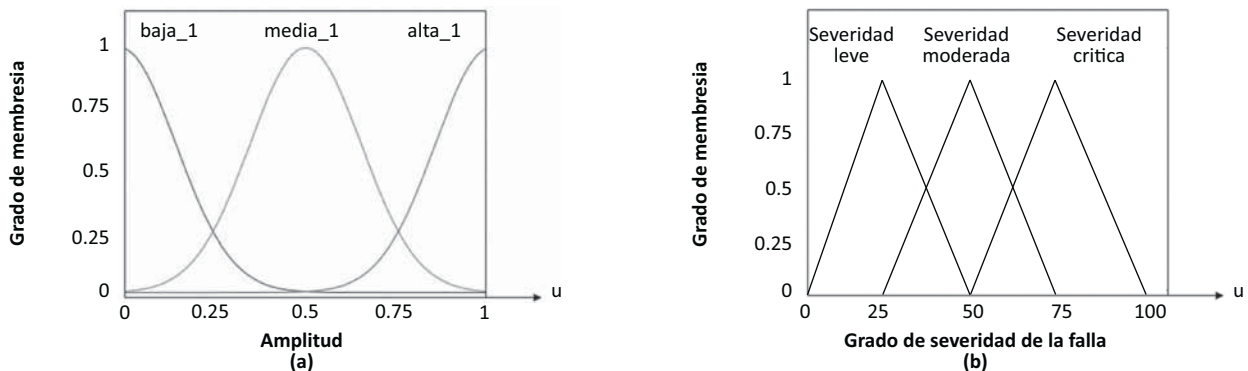 baja_1 media_1 alta_1
1
0.75
0.5
0.25
0
Grado de membresia
0 0.25 0.5 0.75 1
u
Amplitud
(a)
Severidad leve
Severidad moderada
Severidad critica
1
0.75
0.5
0.25
0
Grado de membresia
0 25 50 75 100
u
Grado de severidad de la falla
(b)